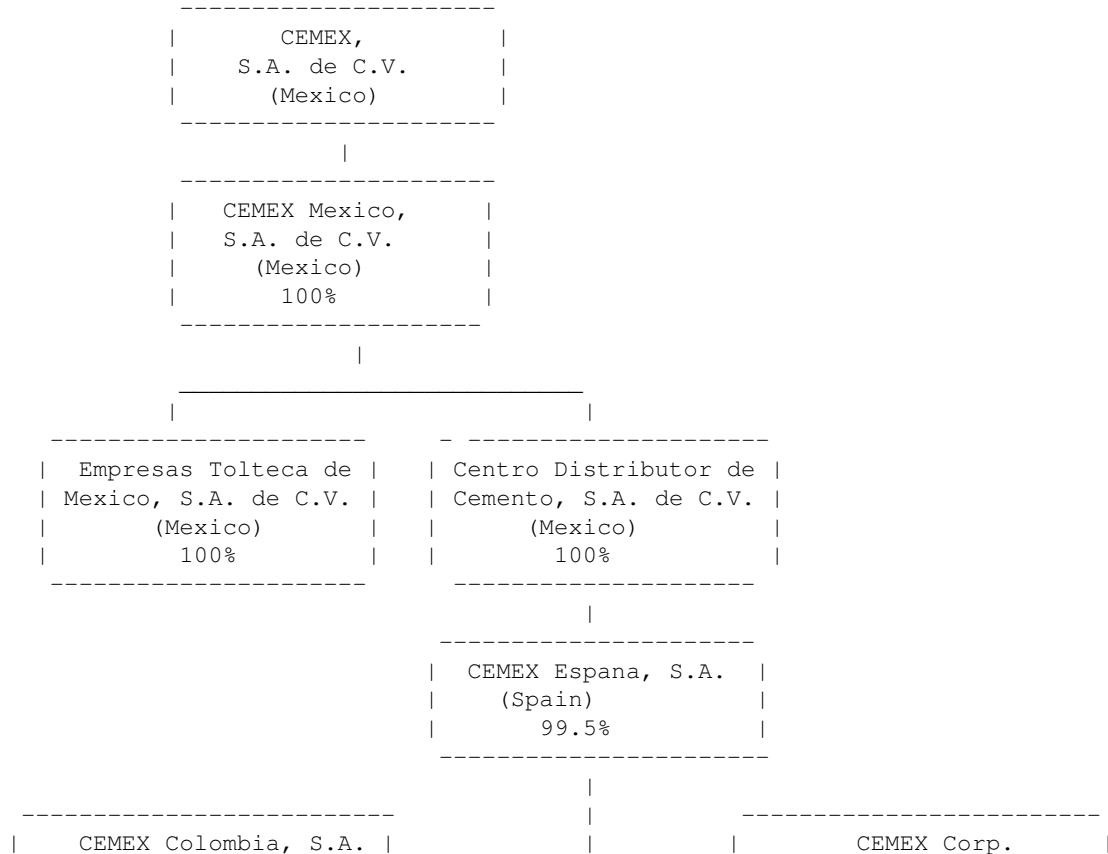 CEMEX,
S.A. de C.V.
(Mexico)
CEMEX Mexico,
S.A. de C.V.
(Mexico)
100%
Empresas Tolteca de
Mexico, S.A. de C.V.
(Mexico)
100%
Centro Distributor de
Cemento, S.A. de C.V.
(Mexico)
100%
CEMEX Espana, S.A.
(Spain)
99.5%
CEMEX Colombia, S.A.
CEMEX Corp.